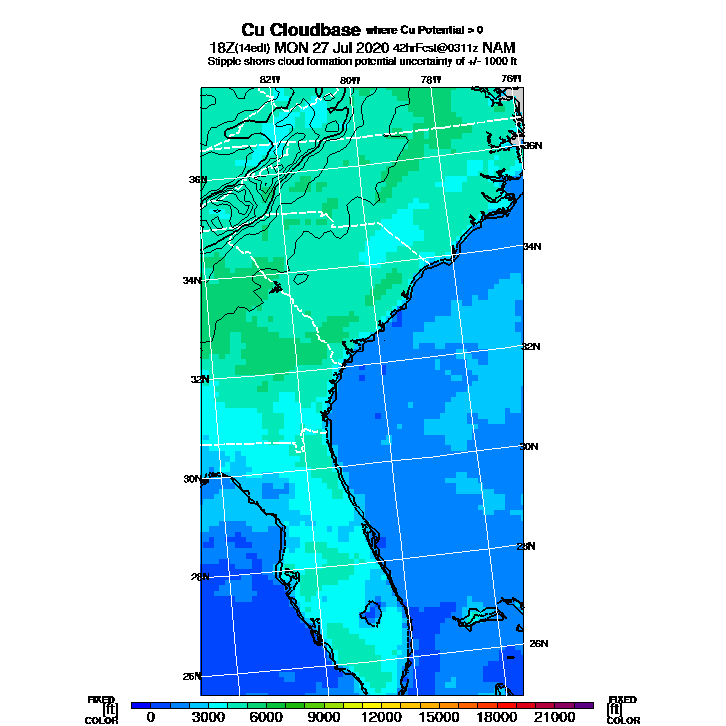 Cu Cloudbase where Cu Potential > 0
18Z(14edt) MON 27 Jul 2020 42hrFcst@0311z NAM
Stipple shows cloud formation potential uncertainty of +/- 1000 ft
82W 80W 78W 76W
36N 36N
34N 34N
32N 32N
30N 30N
28N 28N
26N 26N
FIXED FIXED
[ft] [ft]
COLOR COLOR
0 3000 6000 9000 12000 15000 18000 21000